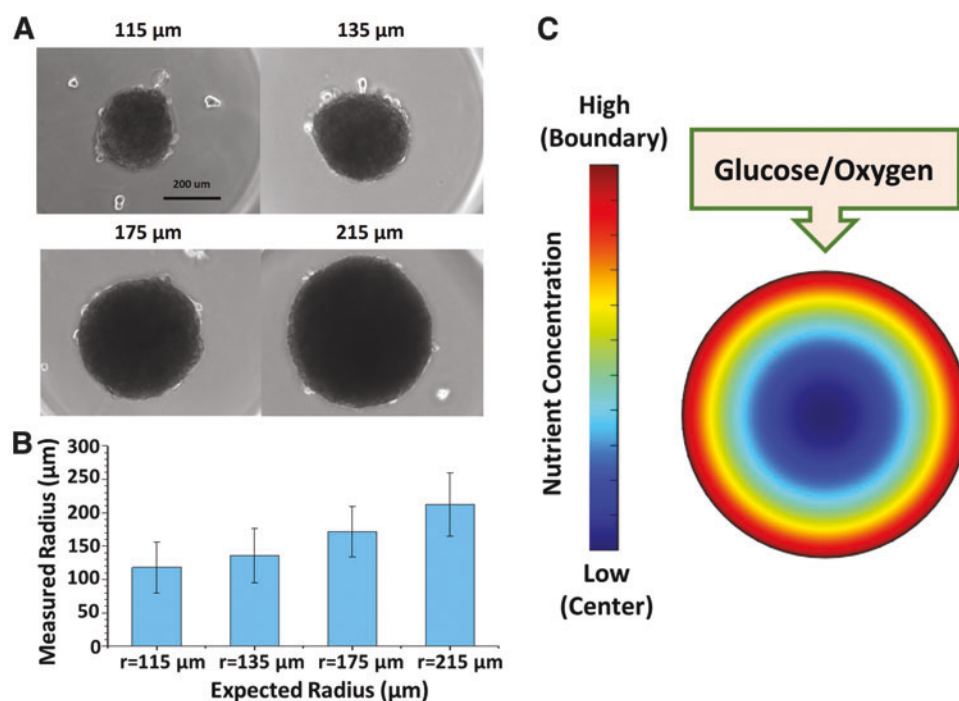 A
115 µm
135 µm
200 um
175 µm
215 µm
B
300
250
200
150
100
50
0
Measured Radius (µm)
r=115 µm
r=135 µm
r=175 µm
r=215 µm
Expected Radius (µm)
C
High
(Boundary)
Nutrient Concentration
Low
(Center)
Glucose/Oxygen